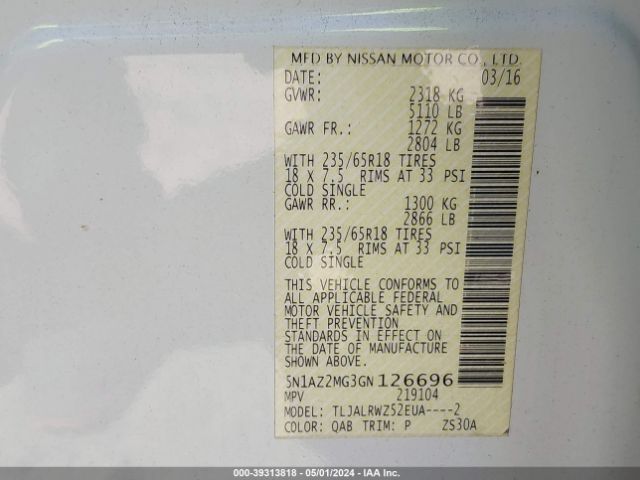 MFD BY NISSAN MOTOR CO., LTD.
DATE: 03/16
GVWR: 2318 KG
5110 LB
GAWR FR.: 1272 KG
2804 LB
WITH 235/65R18 TIRES
18 X 7.5 RIMS AT 33 PSI
COLD SINGLE
GAWR RR.: 1300 KG
2866 LB
WITH 235/65R18 TIRES
18 X 7.5 RIMS AT 33 PSI
COLD SINGLE
THIS VEHICLE CONFORMS TO
ALL APPLICABLE FEDERAL
MOTOR VEHICLE SAFETY AND
THEFT PREVENTION
STANDARDS IN EFFECT ON
THE DATE OF MANUFACTURE
SHOWN ABOVE.
5N1AZ2MG3GN126696
MPV 219104
MODEL: TLJALRWZ52EUA----2
COLOR: QAB TRIM: P ZS30A
000-39313818 - 05/01/2024 - IAA Inc.